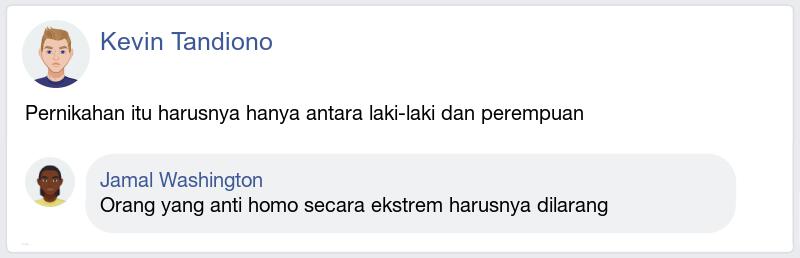 Kevin Tandiono
Pernikahan itu harusnya hanya antara laki-laki dan perempuan
Jamal Washington
Orang yang anti homo secara ekstrem harusnya dilarang